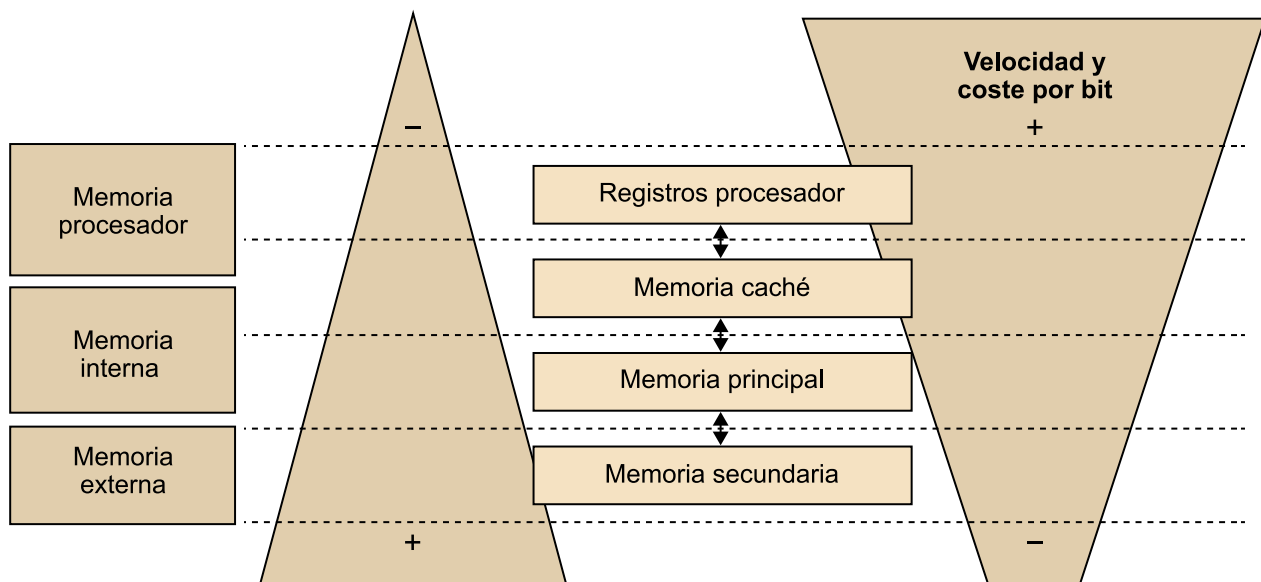 Velocidad y
coste por bit
−
+
Memoria
procesador
Registros procesador
Memoria caché
Memoria
interna
Memoria principal
Memoria
externa
Memoria secundaria
+
−